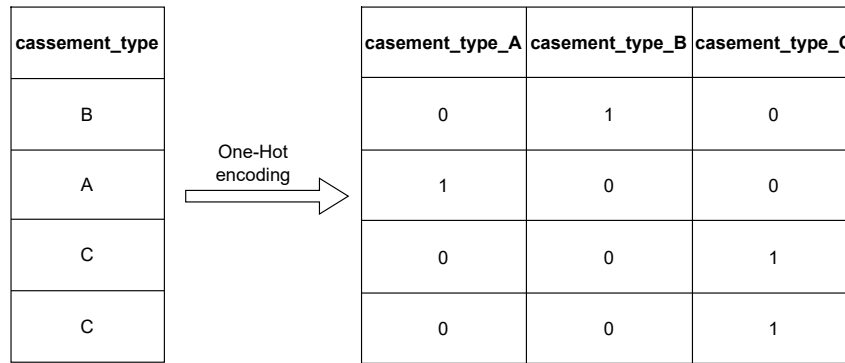 cassement_type
B
A
C
C
One-Hot
encoding
casement_type_A casement_type_B casement_type_C
0 1 0
1 0 0
0 0 1
0 0 1